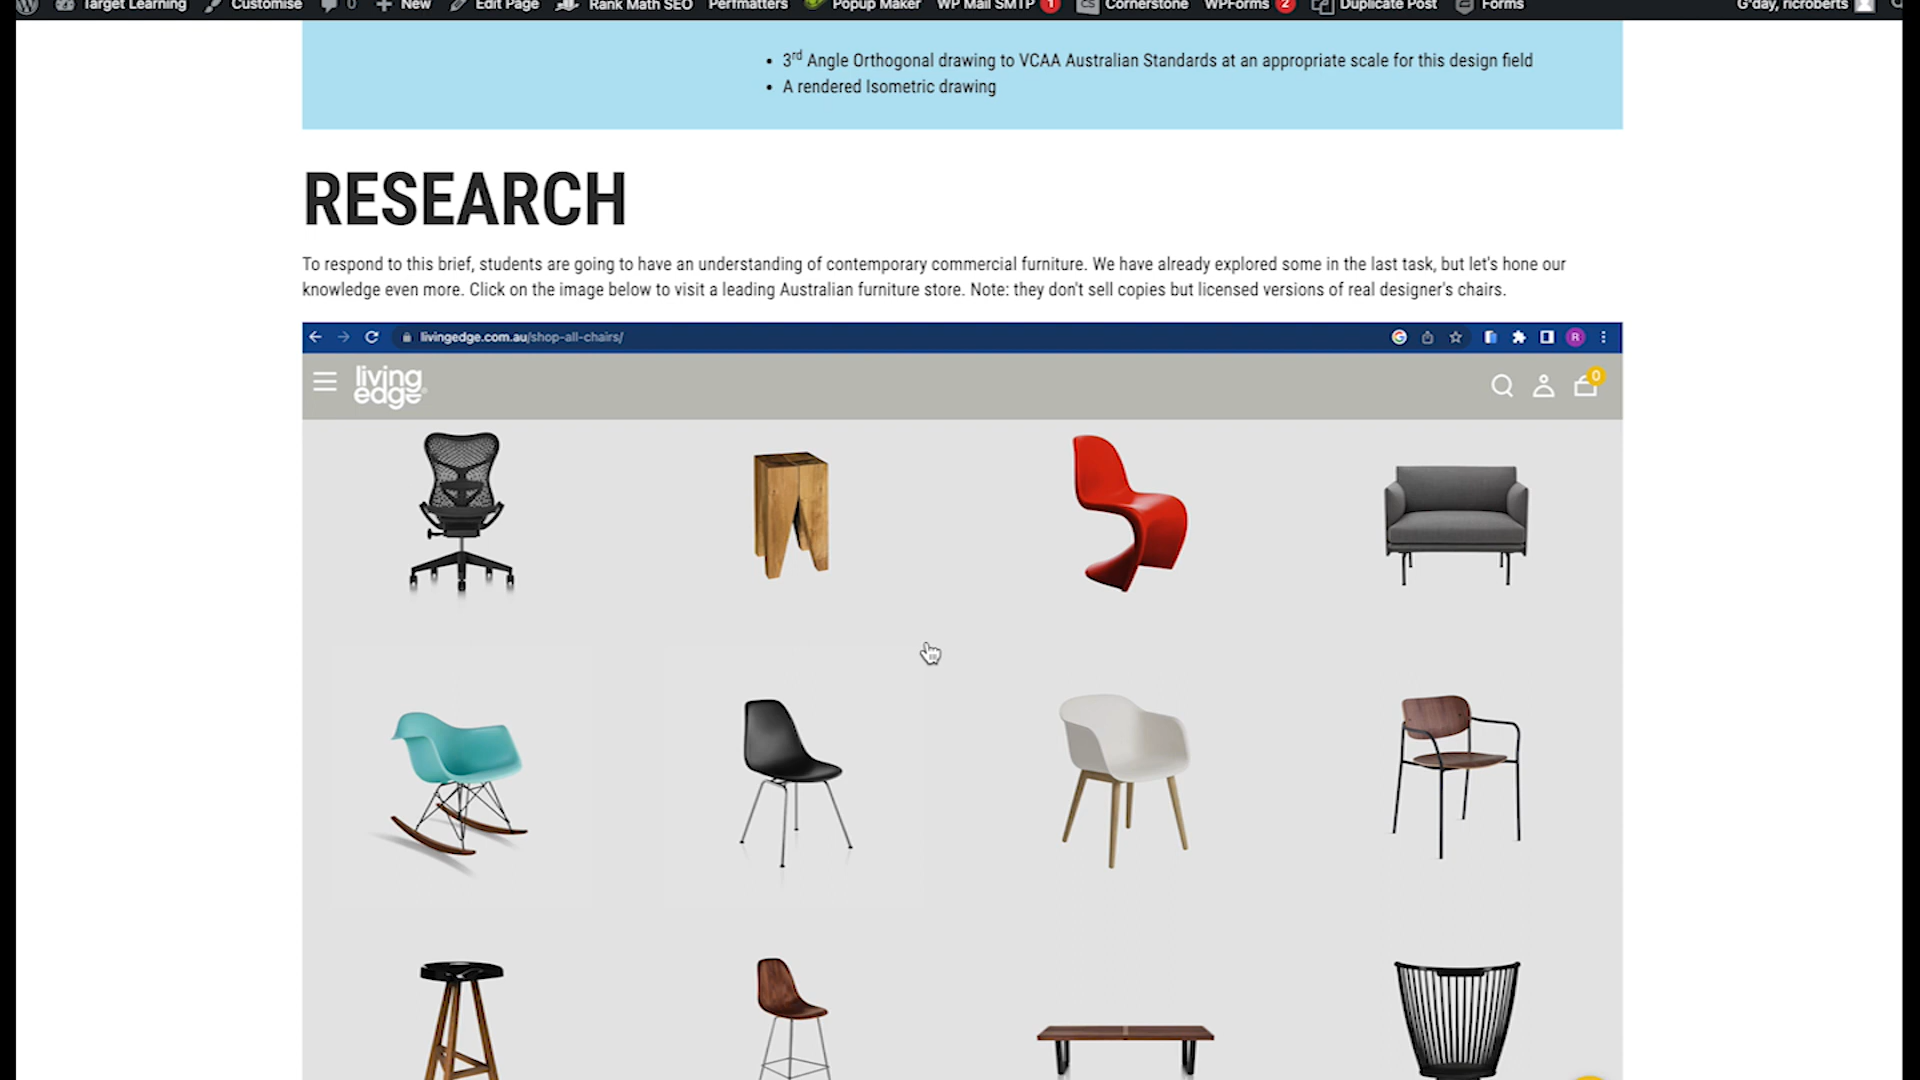 Target Learning Customise 0 New Edit Page Rank Math SEO Perfmatters Popup Maker WP Mail SMTP 1 CS Cornerstone WPForms 2 Duplicate Post Forms G'day, ricroberts
• 3rd Angle Orthogonal drawing to VCAA Australian Standards at an appropriate scale for this design field
• A rendered Isometric drawing
RESEARCH
To respond to this brief, students are going to have an understanding of contemporary commercial furniture. We have already explored some in the last task, but let's hone our
knowledge even more. Click on the image below to visit a leading Australian furniture store. Note: they don't sell copies but licensed versions of real designer's chairs.
livingedge.com.au/shop-all-chairs/ R
living
edge
0